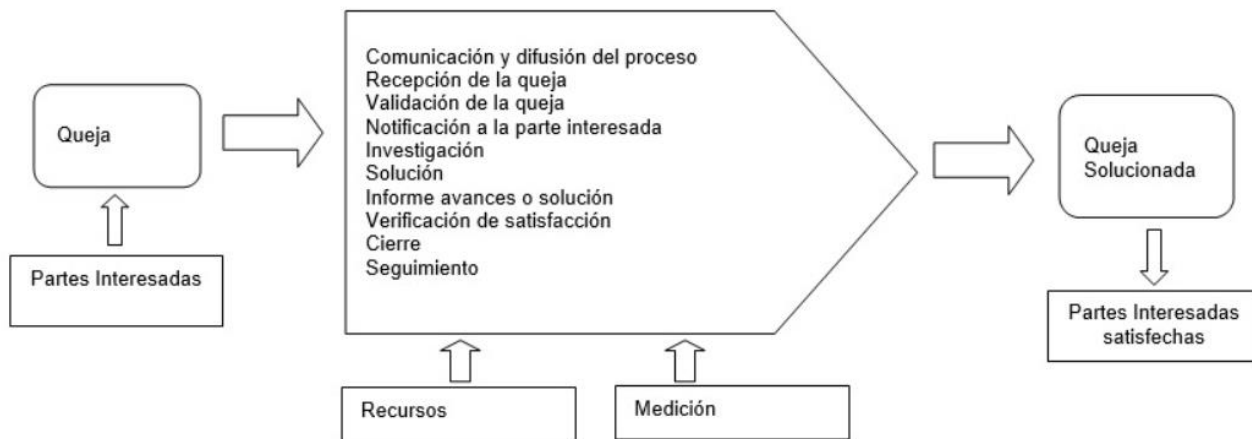 Queja
Partes Interesadas
Comunicación y difusión del proceso
Recepción de la queja
Validación de la queja
Notificación a la parte interesada
Investigación
Solución
Informe avances o solución
Verificación de satisfacción
Cierre
Seguimiento
Recursos
Medición
Queja
Solucionada
Partes Interesadas
satisfechas